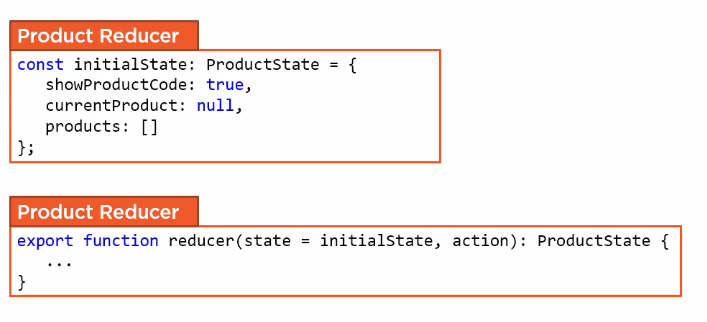 Product Reducer
const initialState: ProductState = {
   showProductCode: true,
   currentProduct: null,
   products: []
};
Product Reducer
export function reducer(state = initialState, action): ProductState {
   ...
}